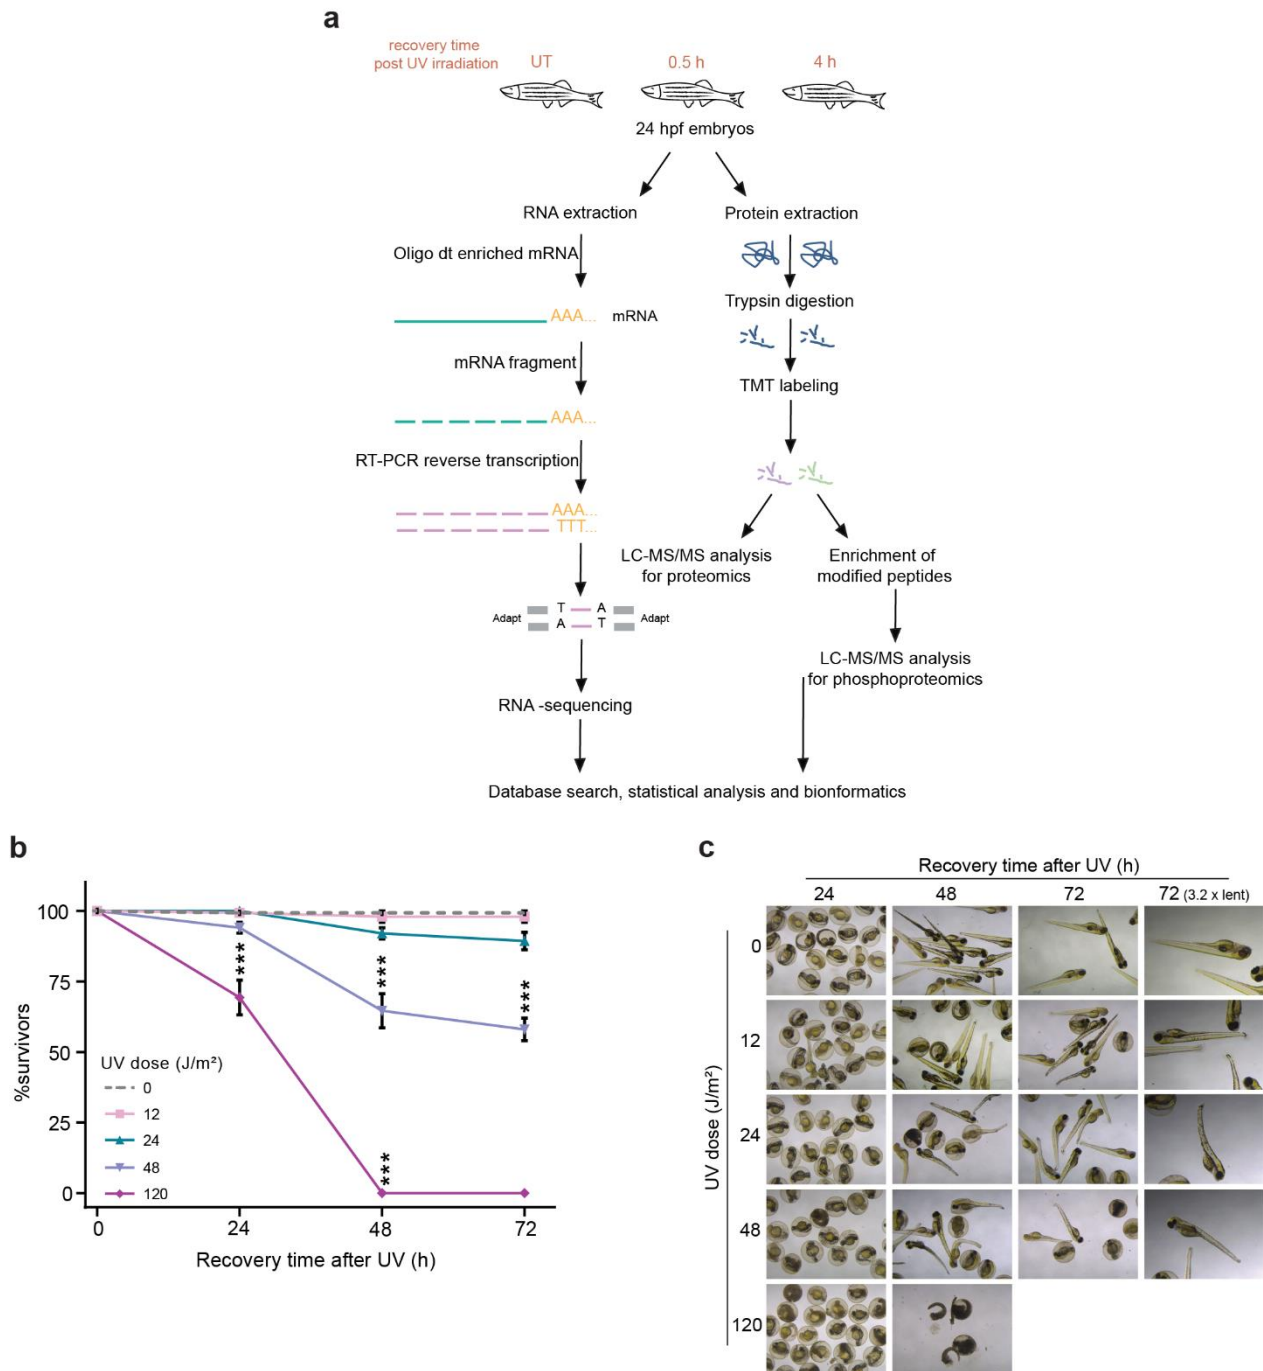 a
recovery time
post UV irradiation
UT
0.5 h
4 h
24 hpf embryos
RNA extraction
Protein extraction
Oligo dt enriched mRNA
AAA...
mRNA
Trypsin digestion
mRNA fragment
TMT labeling
AAA...
RT-PCR reverse transcription
AAA...
TTT...
LC-MS/MS analysis
for proteomics
Enrichment of
modified peptides
T A
Adapt Adapt
A T
LC-MS/MS analysis
for phosphoproteomics
RNA -sequencing
Database search, statistical analysis and bionformatics
b
%survivors
100
75
50
25
0
***
***
***
***
UV dose (J/m²)
0
12
24
48
120
0 24 48 72
Recovery time after UV (h)
c
Recovery time after UV (h)
24 48 72 72 (3.2 x lent)
UV dose (J/m²)
0
12
24
48
120